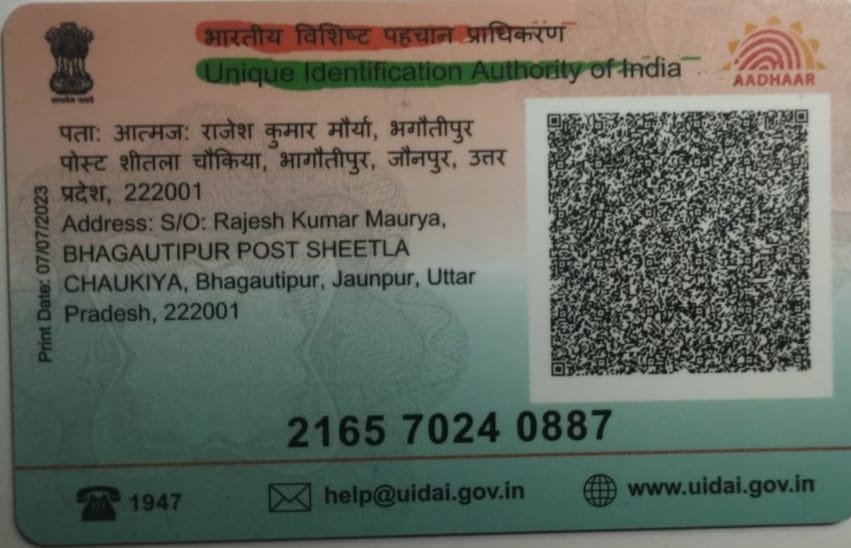 भारतीय विशिष्ट पहचान प्राधिकरण
Unique Identification Authority of India
AADHAAR
पता: आत्मज: राजेश कुमार मौर्या, भगौतीपुर
पोस्ट शीतला चौकिया, भागौतीपुर, जौनपुर, उत्तर
प्रदेश, 222001
Address: S/O: Rajesh Kumar Maurya,
BHAGAUTIPUR POST SHEETLA
CHAUKIYA, Bhagautipur, Jaunpur, Uttar
Pradesh, 222001
Print Date: 07/07/2023
2165 7024 0887
1947
help@uidai.gov.in
www.uidai.gov.in